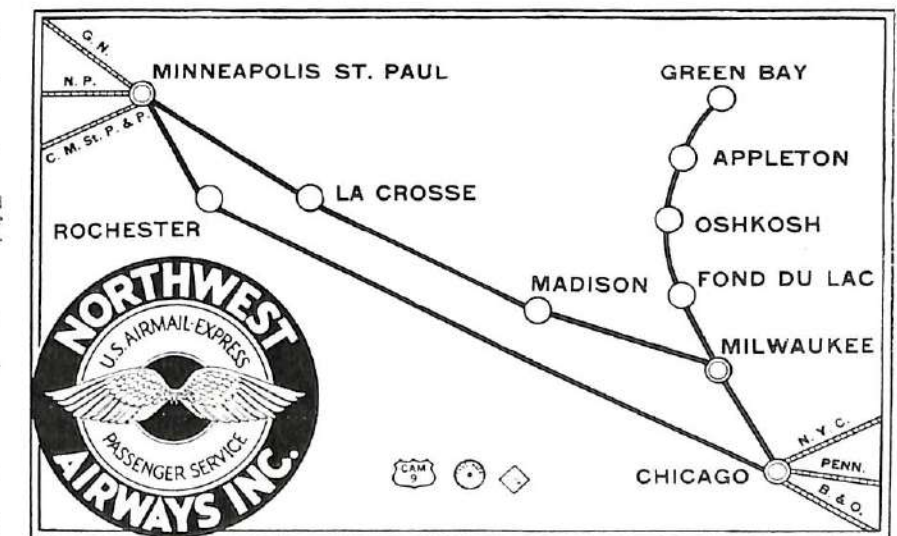 G. N.
N. P.
C. M. St. P. & P.
MINNEAPOLIS ST. PAUL
GREEN BAY
APPLETON
LA CROSSE
ROCHESTER
OSHKOSH
MADISON
FOND DU LAC
MILWAUKEE
NORTHWEST
U.S. AIRMAIL-EXPRESS
PASSENGER SERVICE
AIRWAYS INC.
CAM
9
CHICAGO
N. Y. C.
PENN.
B. & O.